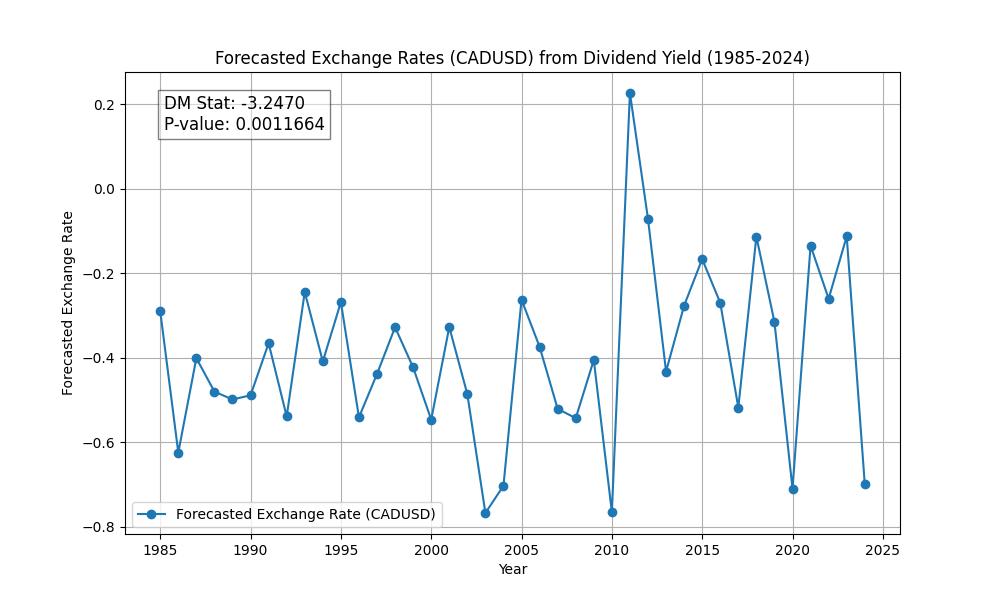 Forecasted Exchange Rates (CADUSD) from Dividend Yield (1985-2024)
DM Stat: -3.2470
P-value: 0.0011664
0.2
0.0
−0.2
−0.4
−0.6
−0.8
Forecasted Exchange Rate
Forecasted Exchange Rate (CADUSD)
1985 1990 1995 2000 2005 2010 2015 2020 2025
Year